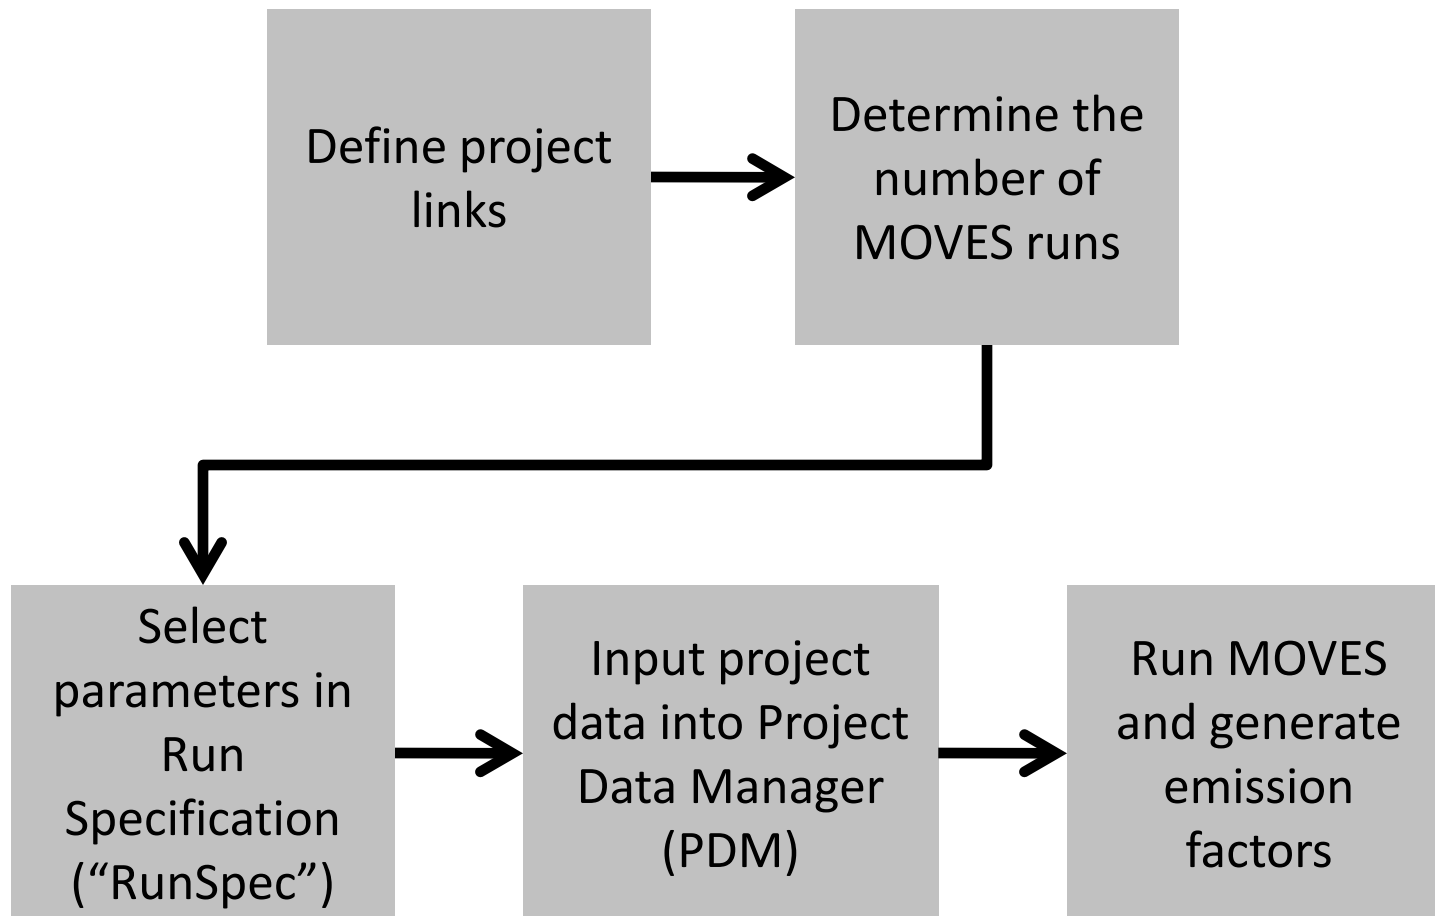 Define project
links
Determine the
number of
MOVES runs
Select
parameters in
Run
Specification
(“RunSpec”)
Input project
data into Project
Data Manager
(PDM)
Run MOVES
and generate
emission
factors